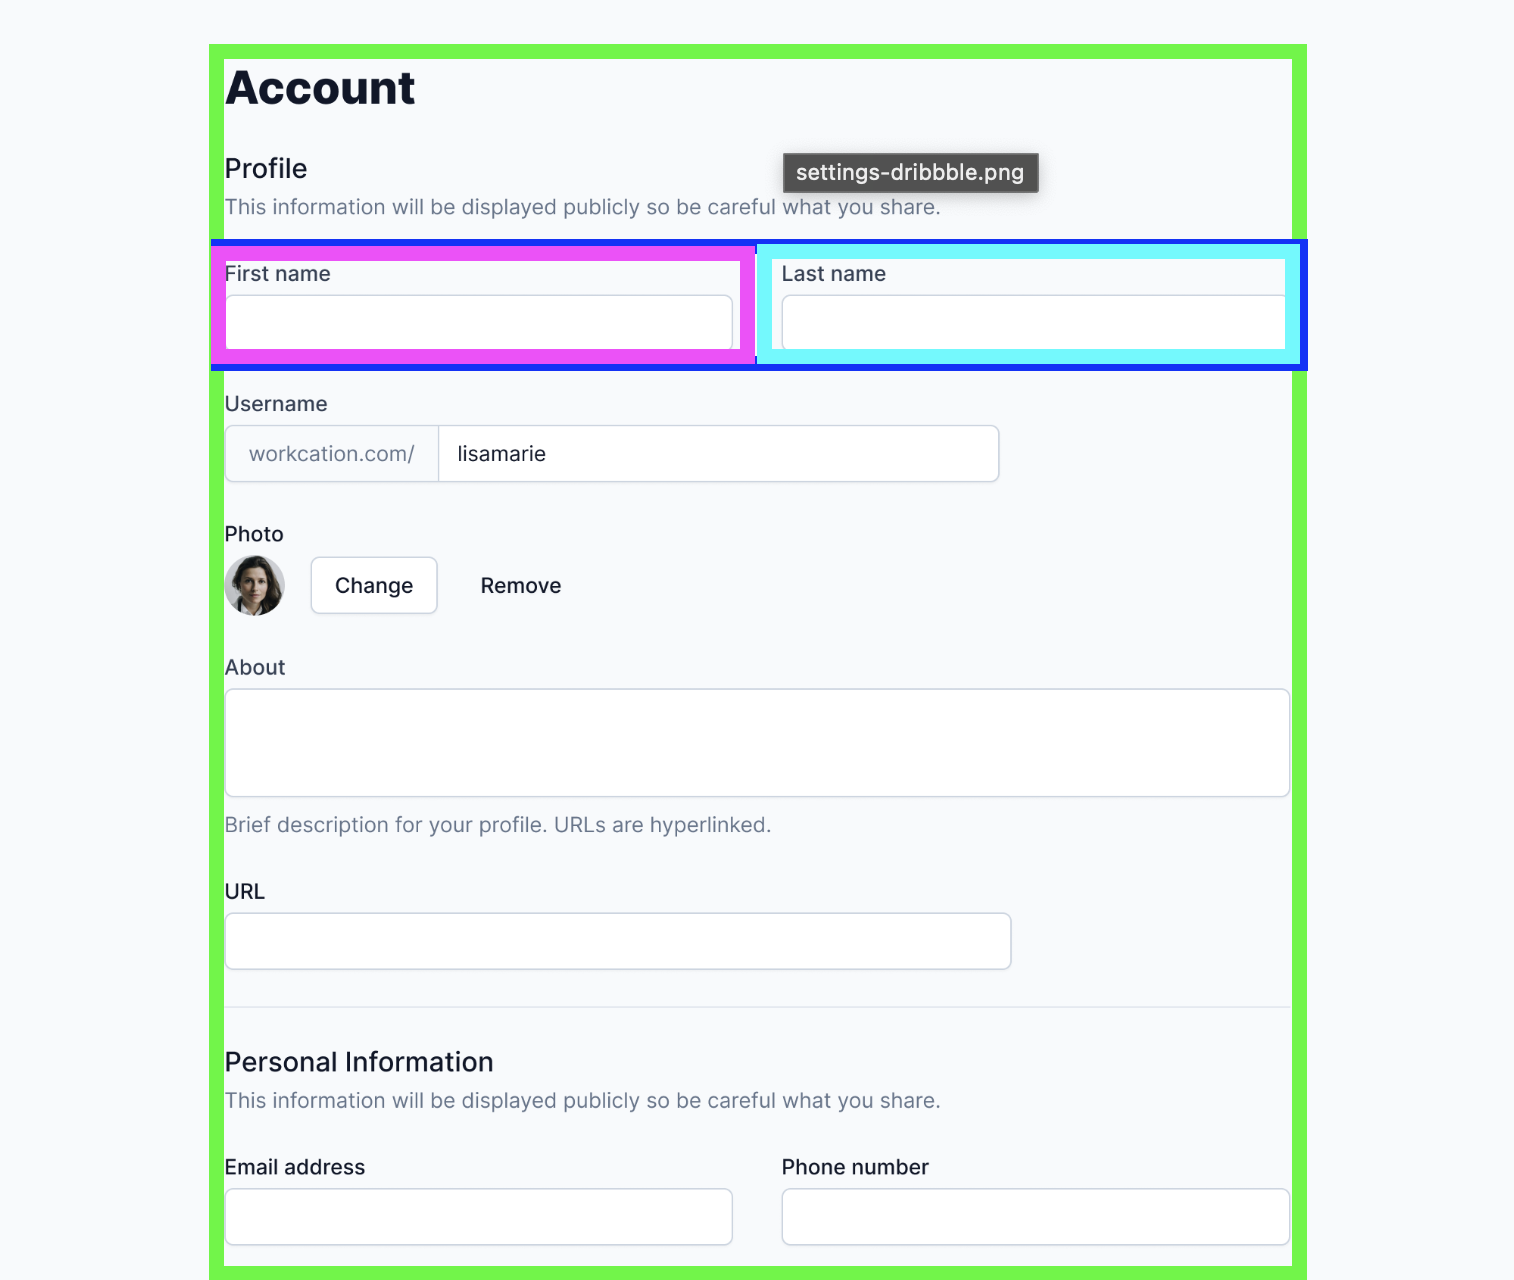 Account
Profile
settings-dribbble.png
This information will be displayed publicly so be careful what you share.
First name
Last name
Username
workcation.com/
lisamarie
Photo
Change
Remove
About
Brief description for your profile. URLs are hyperlinked.
URL
Personal Information
This information will be displayed publicly so be careful what you share.
Email address
Phone number